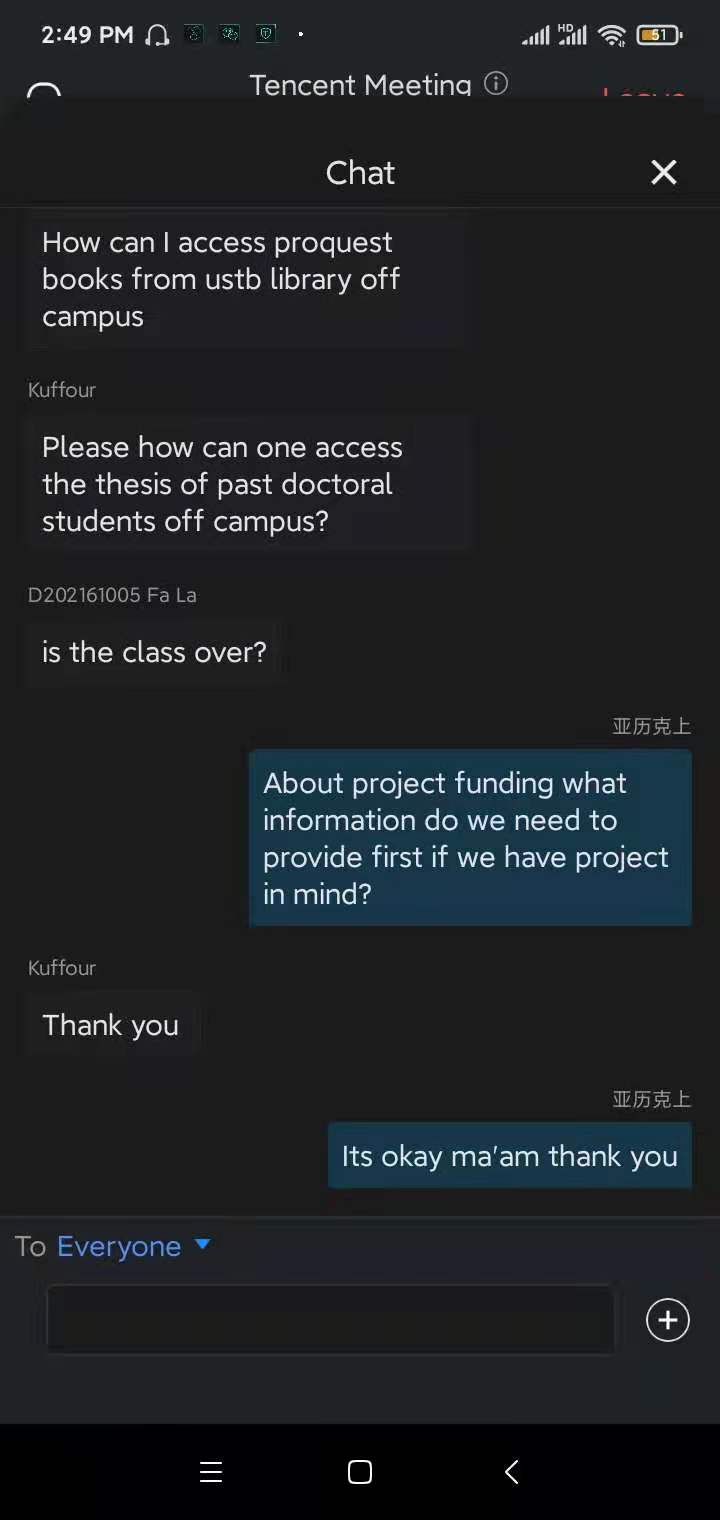 2:49 PM
HD
51
Tencent Meeting
Chat
How can I access proquest
books from ustb library off
campus
Kuffour
Please how can one access
the thesis of past doctoral
students off campus?
D202161005 Fa La
is the class over?
亚历克上
About project funding what
information do we need to
provide first if we have project
in mind?
Kuffour
Thank you
亚历克上
Its okay ma'am thank you
To Everyone